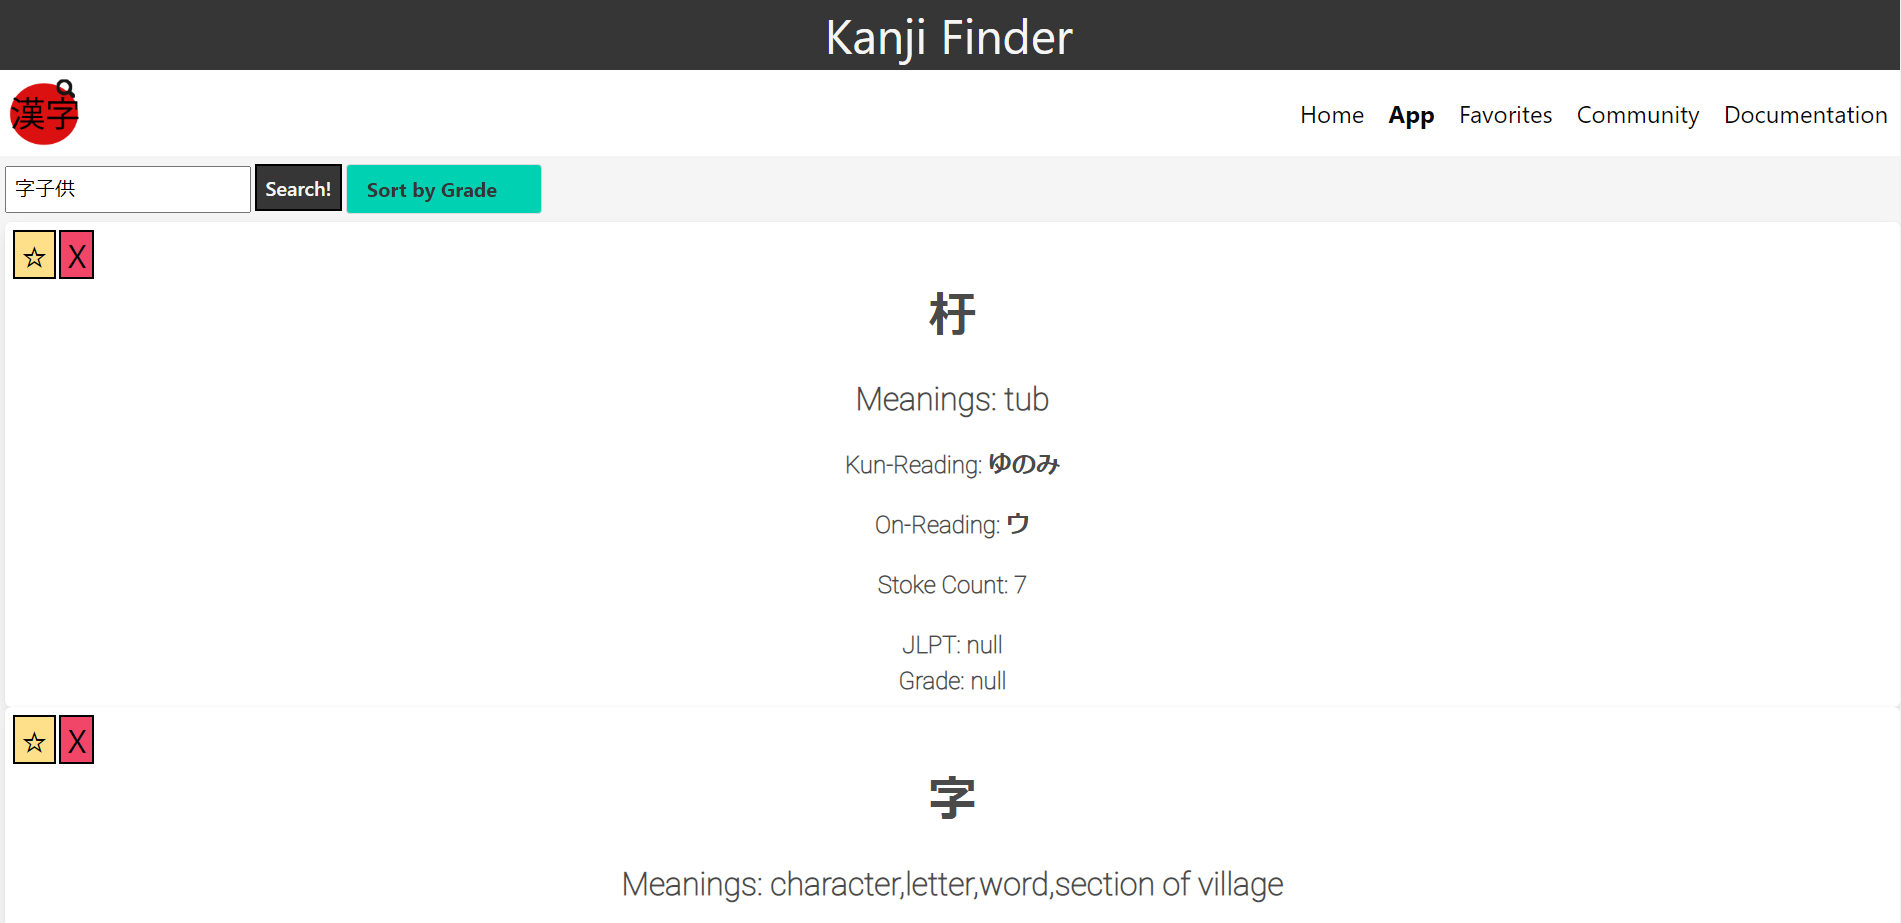 Kanji Finder
漢字
Home App Favorites Community Documentation
字子供 Search! Sort by Grade
☆ X
杅
Meanings: tub
Kun-Reading: ゆのみ
On-Reading: ウ
Stoke Count: 7
JLPT: null
Grade: null
☆ X
字
Meanings: character,letter,word,section of village